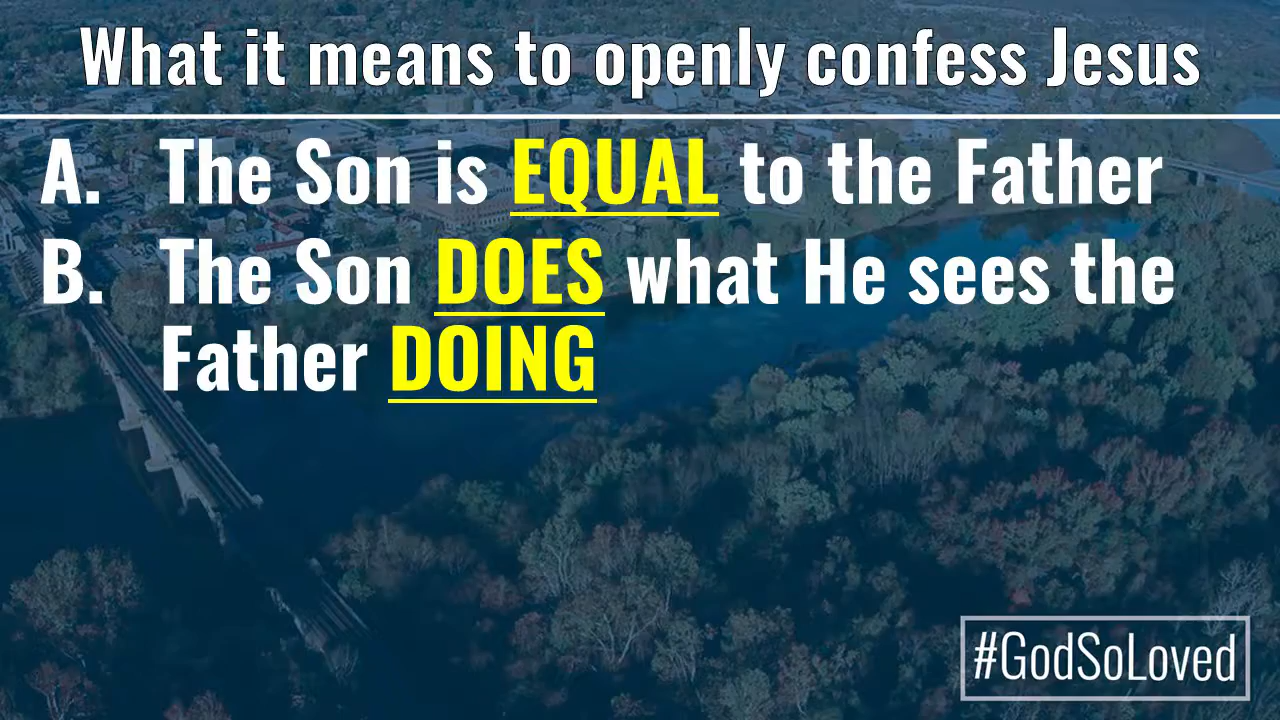 What it means to openly confess Jesus
A. The Son is EQUAL to the Father
B. The Son DOES what He sees the
Father DOING
#GodSoLoved